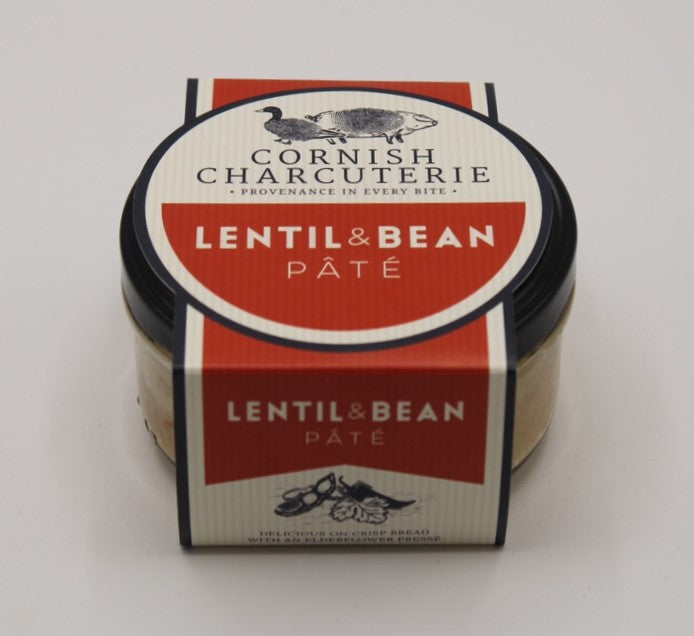 CORNISH
CHARCUTERIE
• PROVENANCE IN EVERY BITE •
LENTIL & BEAN
PÂTÉ
LENTIL & BEAN
PÂTÉ
DELICIOUS ON CRISP BREAD
WITH AN ELDERFLOWER PRESSÉ